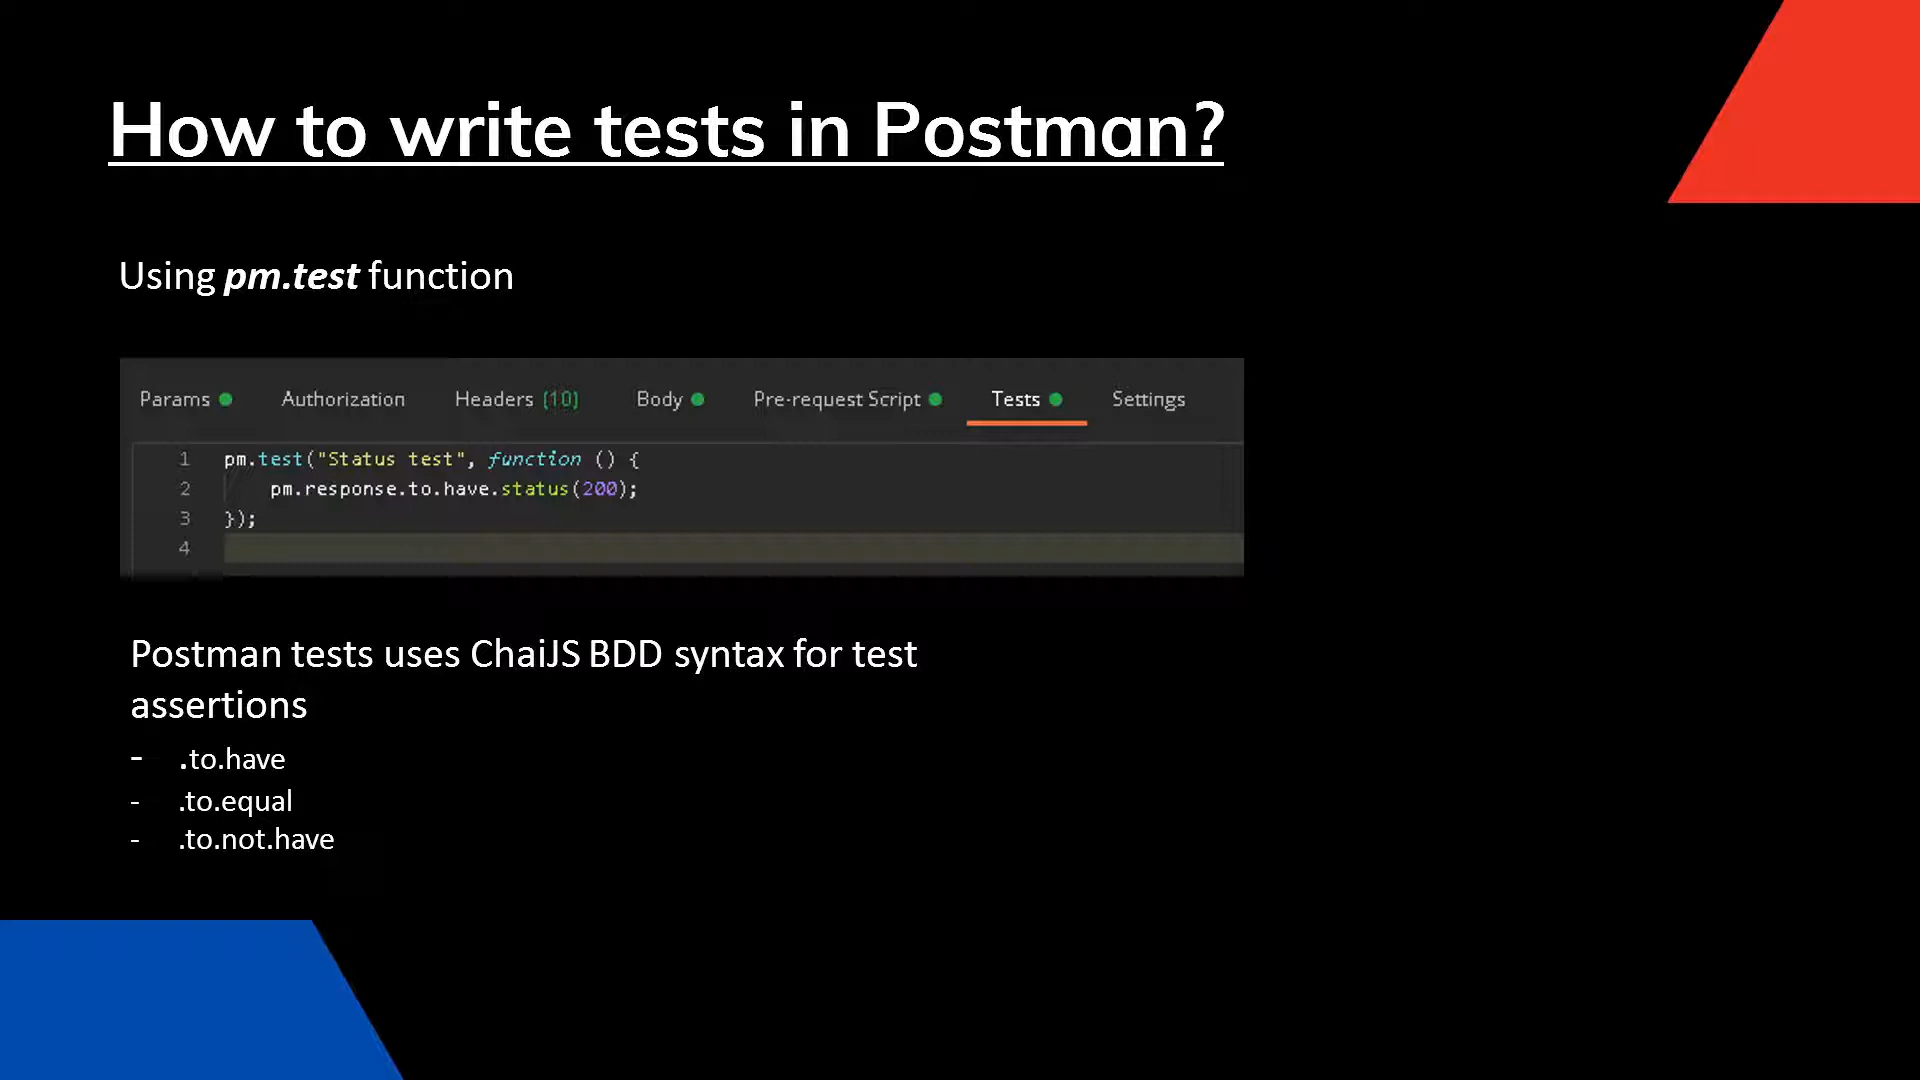 How to write tests in Postman?
Using pm.test function
Params Authorization Headers (10) Body Pre-request Script Tests Settings
1 pm.test("Status test", function () {
2 pm.response.to.have.status(200);
3 });
4
Postman tests uses ChaiJS BDD syntax for test
assertions
- .to.have
- .to.equal
- .to.not.have